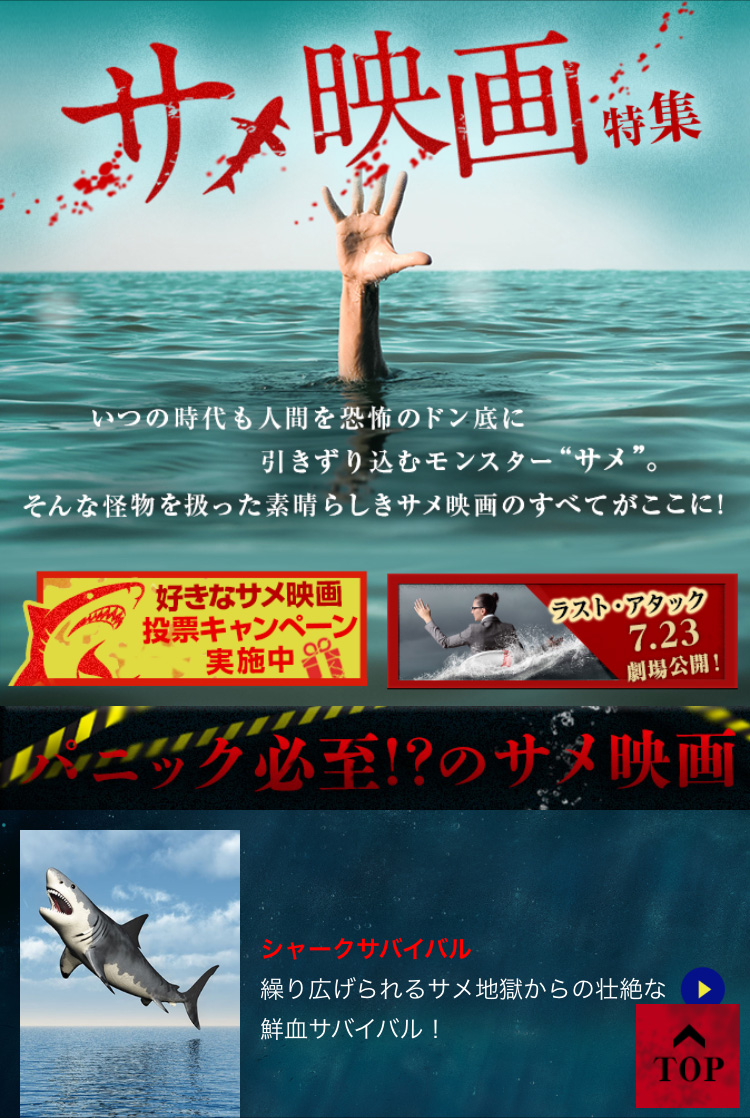 サメ映画特集
いつの時代も人間を恐怖のドン底に
引きずり込むモンスター“サメ”。
そんな怪物を扱った素晴らしきサメ映画のすべてがここに!
好きなサメ映画
投票キャンペーン
実施中
ラスト・アタック
7.23
劇場公開!
パニック必至!?のサメ映画
シャークサバイバル
繰り広げられるサメ地獄からの壮絶な
鮮血サバイバル！
TOP